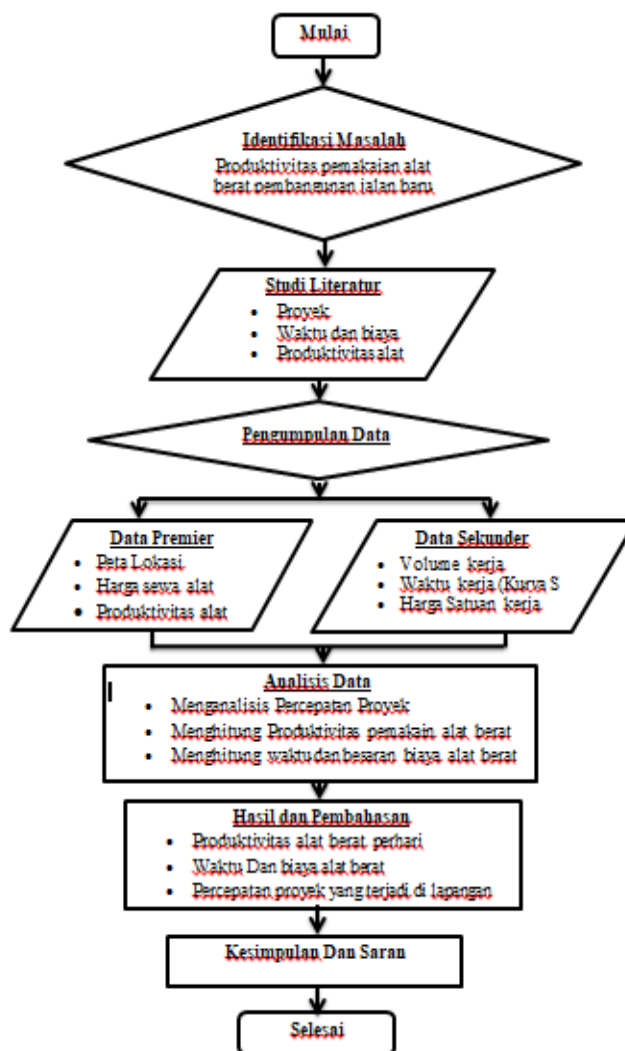 Mulai
Identifikasi Masalah
Produktivitas pemakaian alat
berat pembangunan jalan baru
Studi Literatur
• Proyek
• Waktu dan biaya
• Produktivitas alat
Pengumpulan Data
Data Premier
• Peta Lokasi
• Harga sewa alat
• Produktivitas alat
Data Sekunder
• Volume kerja
• Waktu kerja (Kurva S
• Harga Satuan kerja
Analisis Data
• Menganalisis Percepatan Proyek
• Menghitung Produktivitas pemakain alat berat
• Menghitung waktu dan besaran biaya alat berat
Hasil dan Pembahasan
• Produktivitas alat berat perhari
• Waktu Dan biaya alat berat
• Percepatan proyek yang terjadi di lapangan
Kesimpulan Dan Saran
Selesai